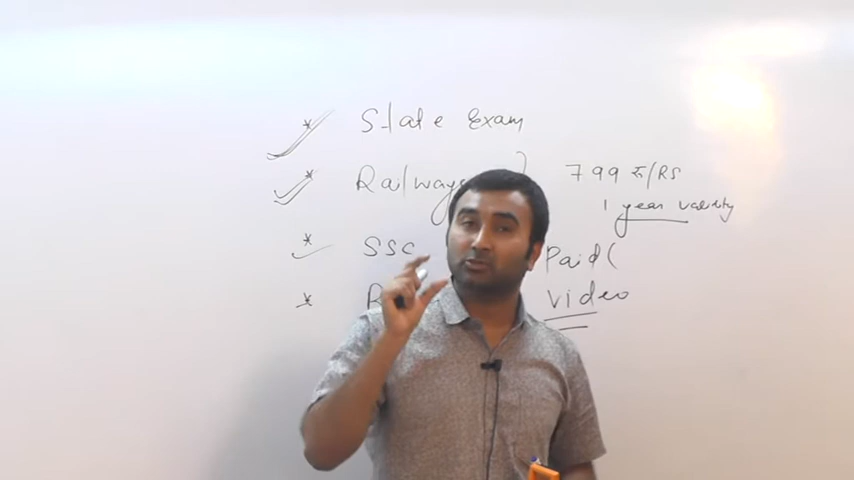 * State Exam
* Railways
799 रु/RS
1 year validity
* SSC
Paid (
* 
video